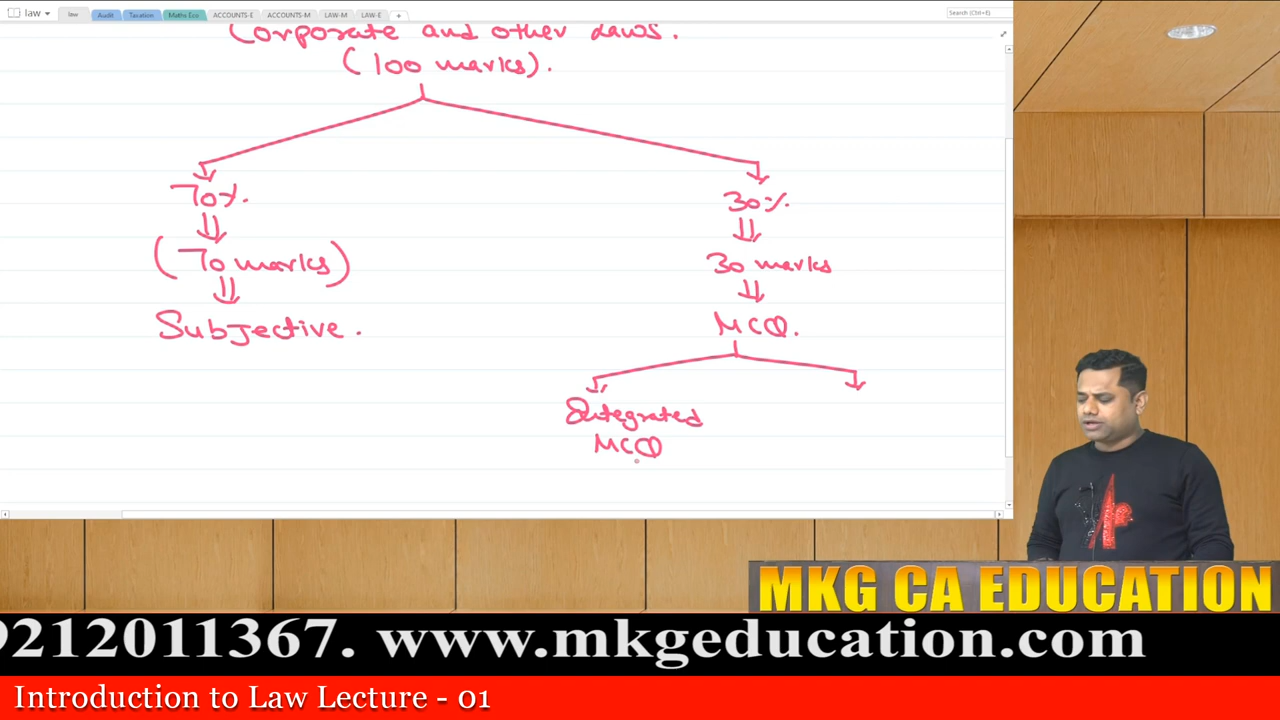 law
law
Audit
Taxation
Maths Eco
ACCOUNTS-E
ACCOUNTS-M
LAW-M
LAW-E
+
Search (Ctrl+E)
Corporate and other Laws.
(100 marks).
70%.
30%.
(70 marks)
30 marks
Subjective.
MCQ.
Integrated
MCQ
MKG CA EDUCATION
9212011367. www.mkgeducation.com
Introduction to Law Lecture - 01